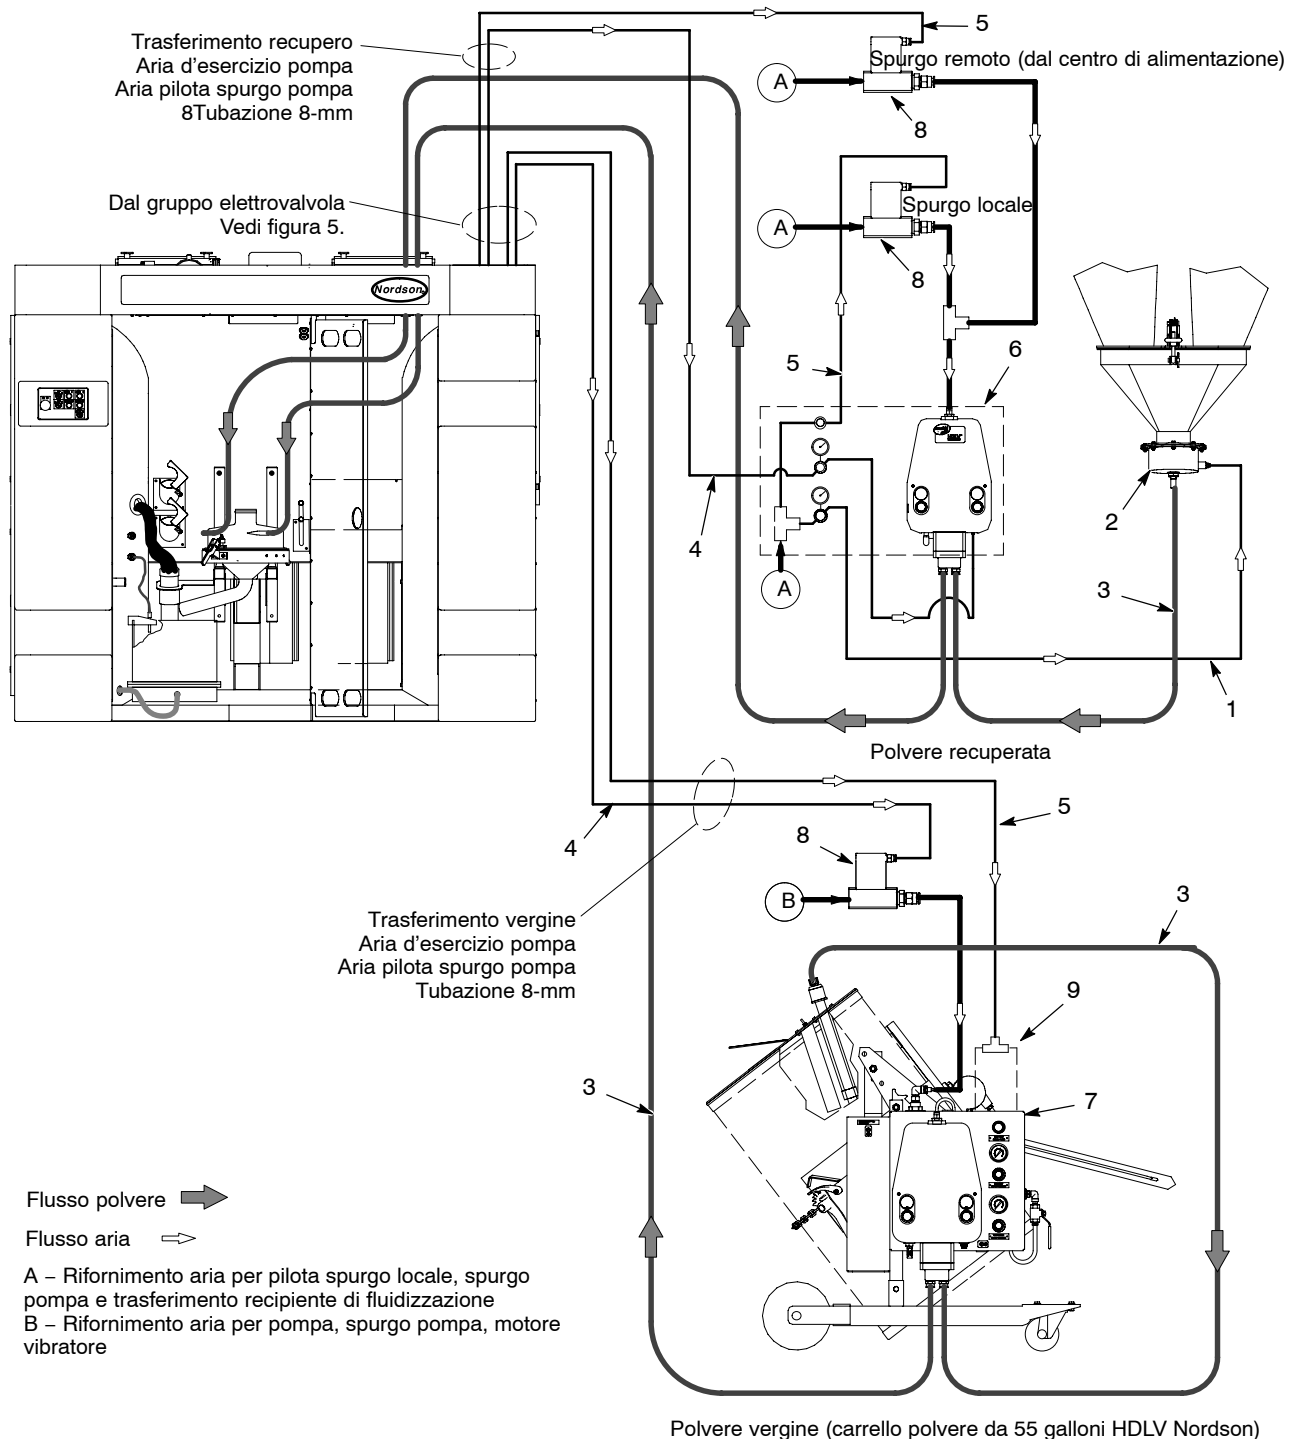 Trasferimento recupero
Aria d'esercizio pompa
Aria pilota spurgo pompa
8Tubazione 8-mm
5
Spurgo remoto (dal centro di alimentazione)
A
8
Dal gruppo elettrovalvola
Vedi figura 5.
Spurgo locale
A
8
Nordson
6
5
2
4
A
3
1
Polvere recuperata
5
8
4
B
3
Trasferimento vergine
Aria d'esercizio pompa
Aria pilota spurgo pompa
Tubazione 8-mm
9
3
7
Flusso polvere
Flusso aria
A – Rifornimento aria per pilota spurgo locale, spurgo
pompa e trasferimento recipiente di fluidizzazione
B – Rifornimento aria per pompa, spurgo pompa, motore
vibratore
Polvere vergine (carrello polvere da 55 galloni HDLV Nordson)